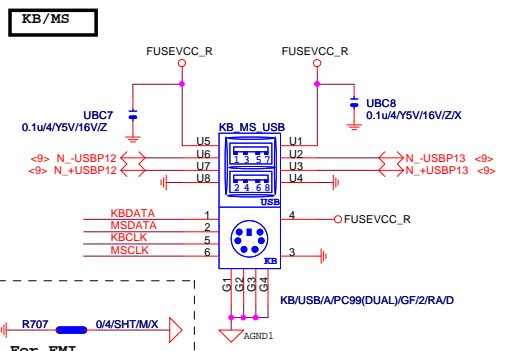 KB/MS
FUSEVCC_R
FUSEVCC_R
UBC7
0.1u/4/Y5V/16V/Z
UBC8
0.1u/4/Y5V/16V/Z/X
KB_MS_USB
U5
U1
<9> N_-USBP12
U6
U2
N_-USBP13 <9>
<9> N_+USBP12
U7
U3
N_+USBP13 <9>
U8
U4
1 3 5 7
2 4 6 8
USB
KBDATA
1
4
FUSEVCC_R
MSDATA
2
KBCLK
5
MSCLK
6
3
KB
G1
G2
G3
G4
KB/USB/A/PC99(DUAL)/GF/2/RA/D
AGND1
R707
0/4/SHT/M/X
For EMI